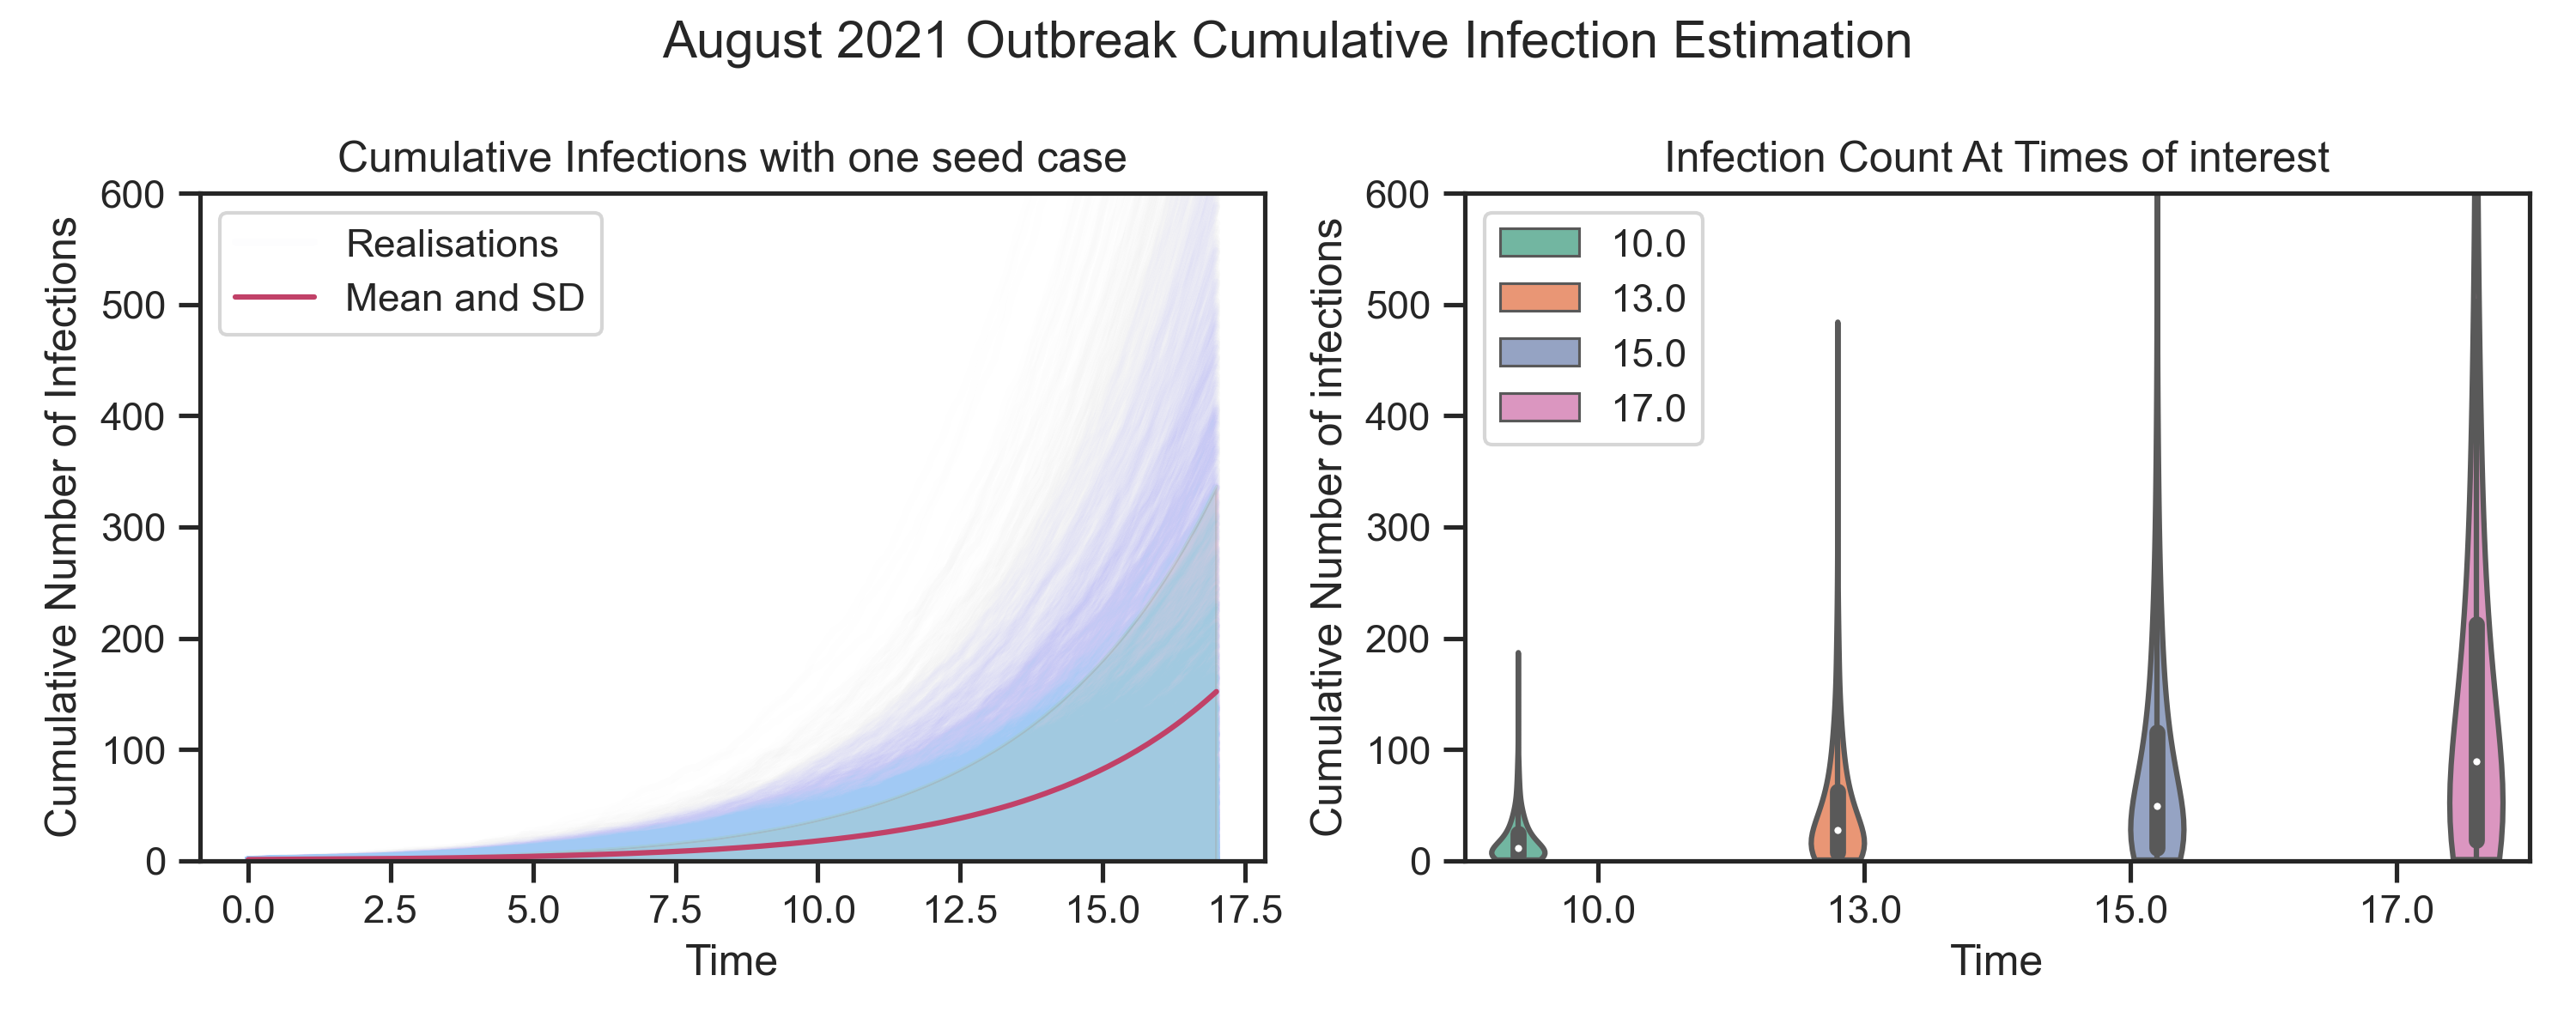 August 2021 Outbreak Cumulative Infection Estimation
Cumulative Infections with one seed case
Cumulative Number of Infections
600
500
400
300
200
100
0
Realisations
Mean and SD
0.0 2.5 5.0 7.5 10.0 12.5 15.0 17.5
Time
Infection Count At Times of interest
Cumulative Number of infections
600
500
400
300
200
100
0
10.0
13.0
15.0
17.0
10.0 13.0 15.0 17.0
Time